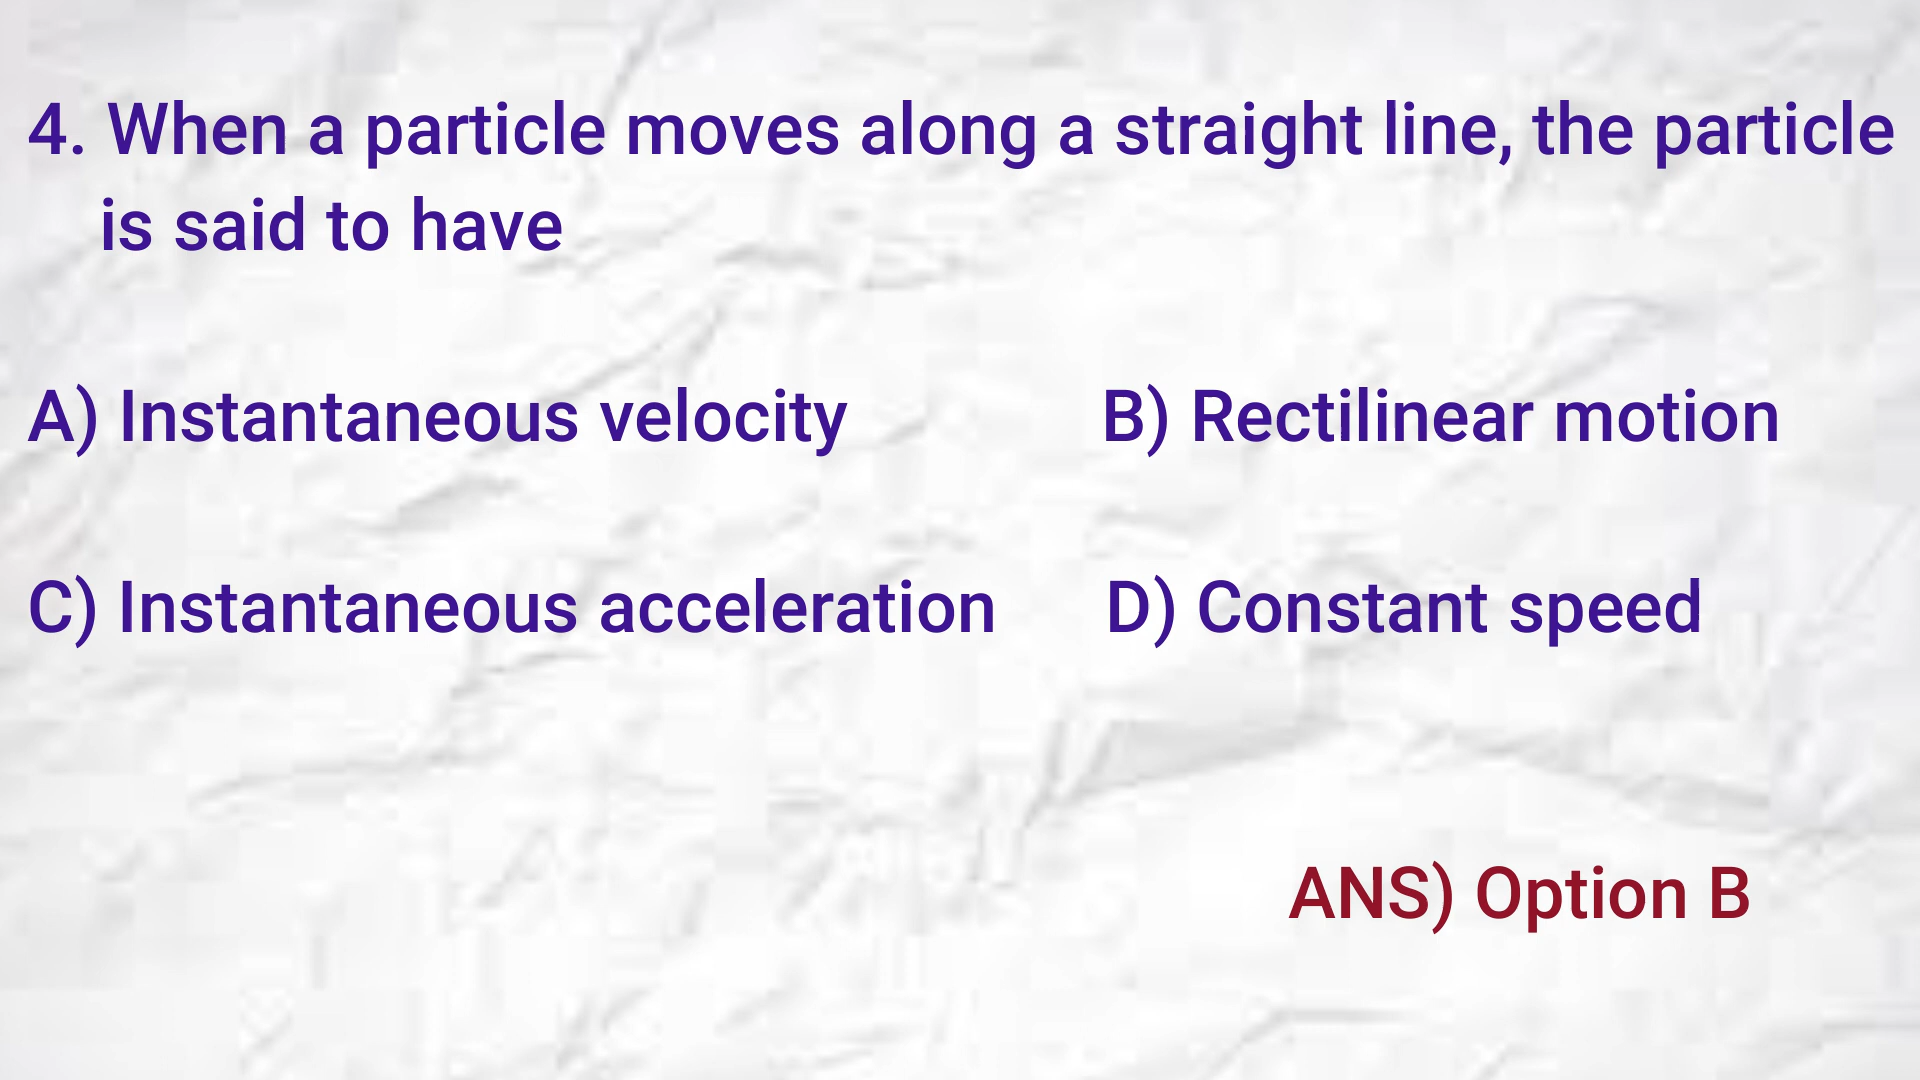 4. When a particle moves along a straight line, the particle
is said to have
A) Instantaneous velocity B) Rectilinear motion
C) Instantaneous acceleration D) Constant speed
ANS) Option B